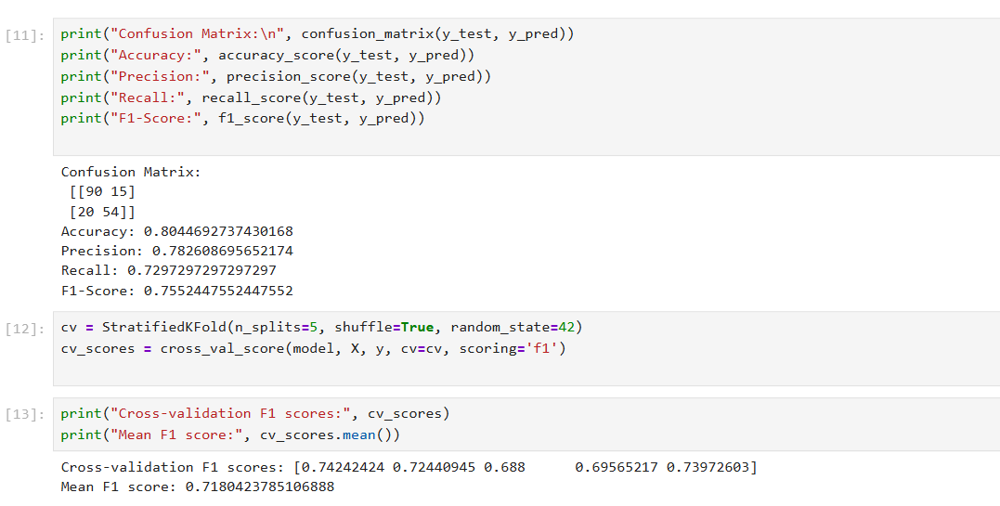 [11]:
print("Confusion Matrix:\n", confusion_matrix(y_test, y_pred))
print("Accuracy:", accuracy_score(y_test, y_pred))
print("Precision:", precision_score(y_test, y_pred))
print("Recall:", recall_score(y_test, y_pred))
print("F1-Score:", f1_score(y_test, y_pred))
Confusion Matrix:
[[90 15]
[20 54]]
Accuracy: 0.8044692737430168
Precision: 0.782608695652174
Recall: 0.7297297297297297
F1-Score: 0.7552447552447552
[12]:
cv = StratifiedKFold(n_splits=5, shuffle=True, random_state=42)
cv_scores = cross_val_score(model, X, y, cv=cv, scoring='f1')
[13]:
print("Cross-validation F1 scores:", cv_scores)
print("Mean F1 score:", cv_scores.mean())
Cross-validation F1 scores: [0.74242424 0.72440945 0.688      0.69565217 0.73972603]
Mean F1 score: 0.7180423785106888